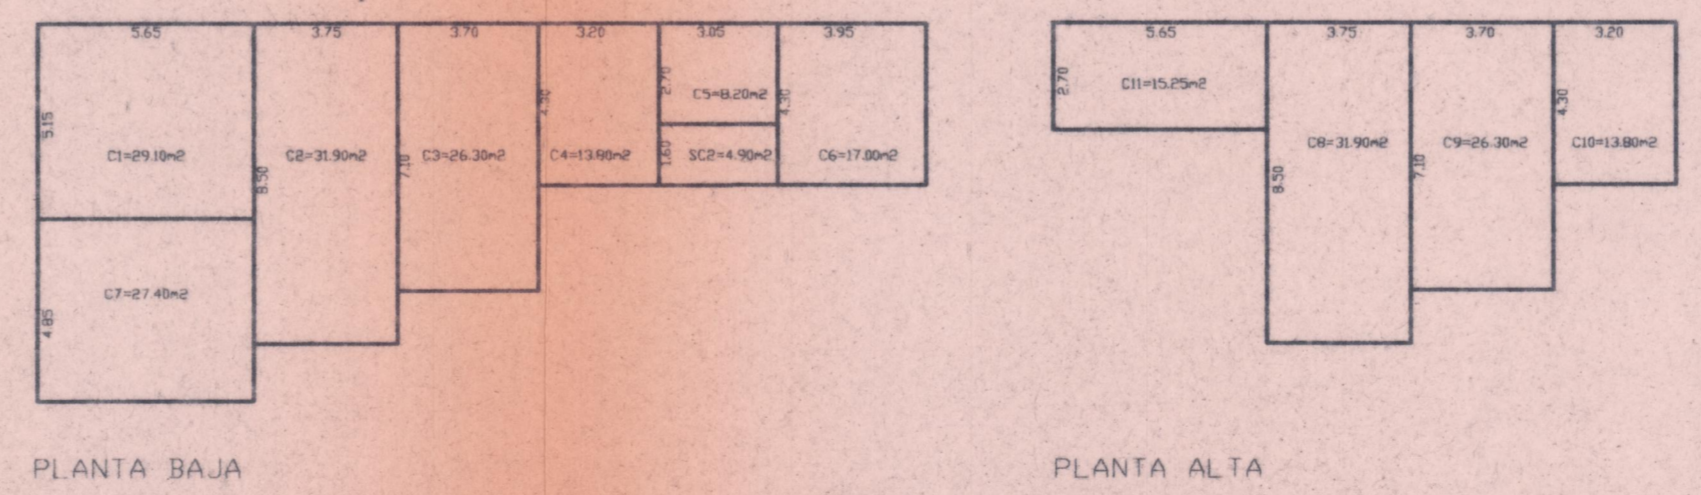 5.65 3.75 3.70 3.20 3.05 3.95
5.15
C1=29.10m2
8.50
C2=31.90m2
7.10
C3=26.30m2
4.30
C4=13.80m2
2.70
C5=8.20m2
1.60
SC2=4.90m2
4.30
C6=17.00m2
4.85
C7=27.40m2
PLANTA BAJA
5.65 3.75 3.70 3.20
2.70
C11=15.25m2
8.50
C8=31.90m2
7.10
C9=26.30m2
4.30
C10=13.80m2
PLANTA ALTA